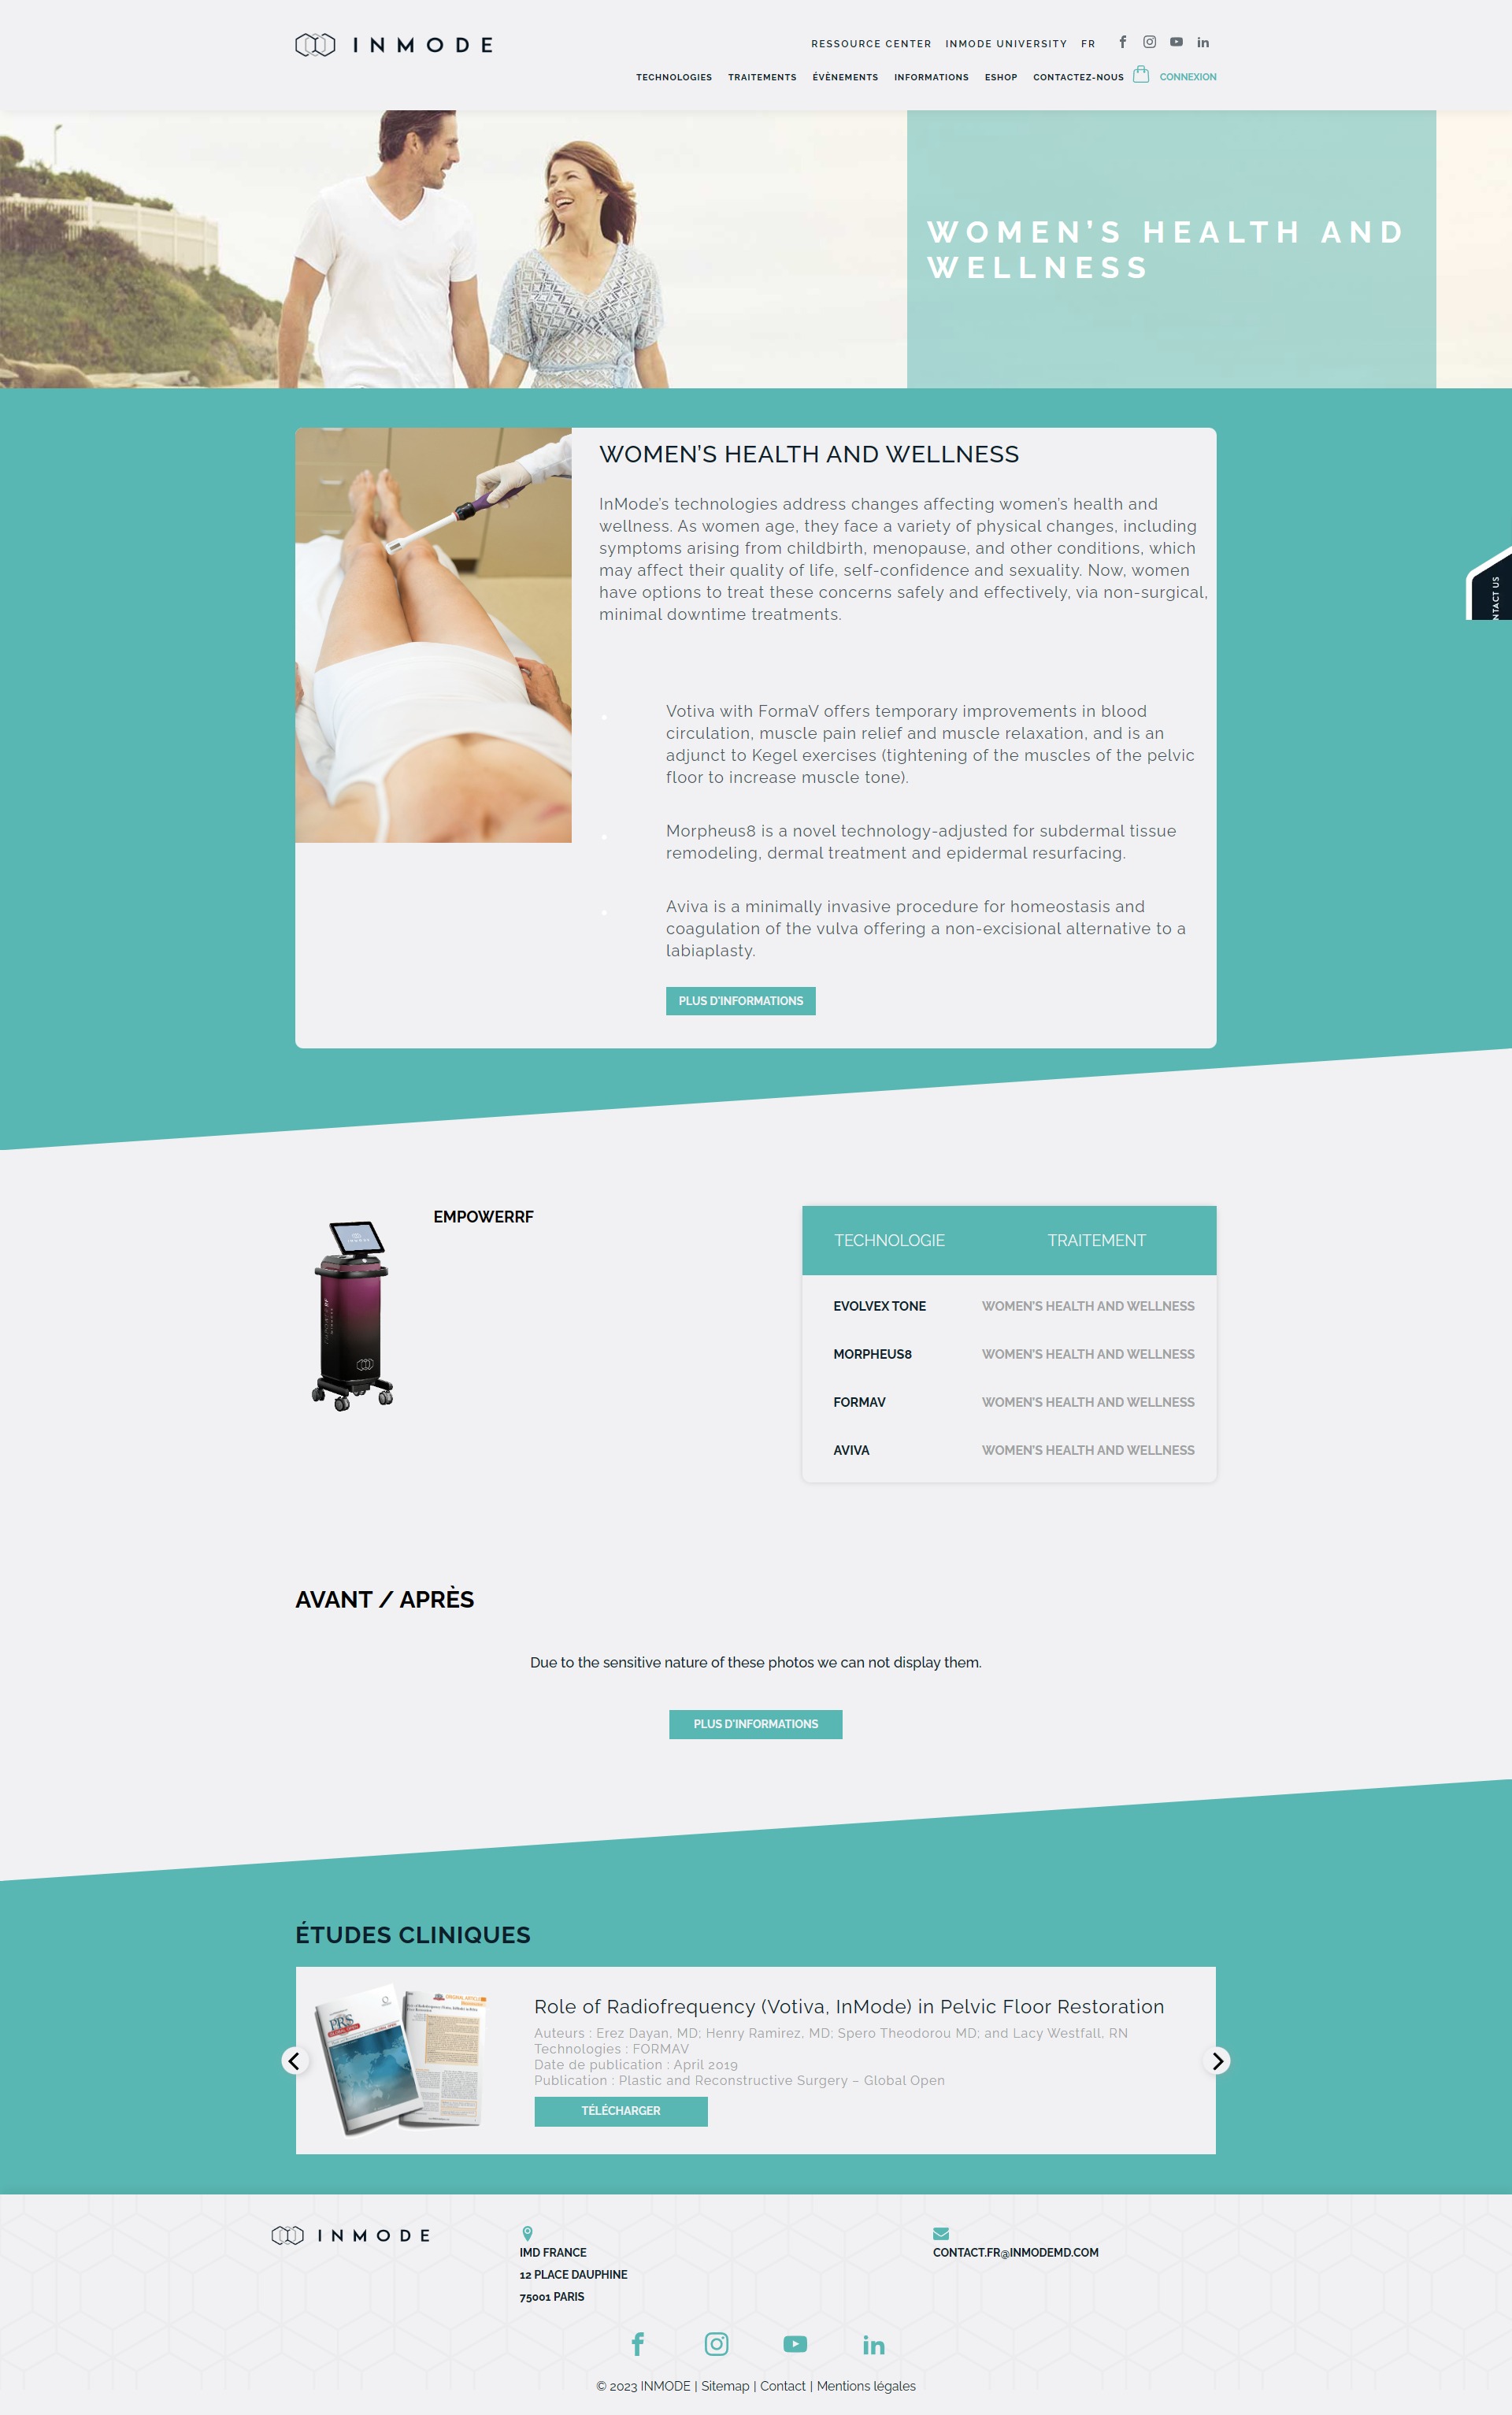 INMODE
RESSOURCE CENTER INMODE UNIVERSITY FR
TECHNOLOGIES TRAITEMENTS ÉVÈNEMENTS INFORMATIONS ESHOP CONTACTEZ-NOUS CONNEXION
WOMEN'S HEALTH AND
WELLNESS
WOMEN'S HEALTH AND WELLNESS
InMode's technologies address changes affecting women's health and
wellness. As women age, they face a variety of physical changes, including
symptoms arising from childbirth, menopause, and other conditions, which
may affect their quality of life, self-confidence and sexuality. Now, women
have options to treat these concerns safely and effectively, via non-surgical,
minimal downtime treatments.
NTACT US
Votiva with FormaV offers temporary improvements in blood
circulation, muscle pain relief and muscle relaxation, and is an
adjunct to Kegel exercises (tightening of the muscles of the pelvic
floor to increase muscle tone).
Morpheus8 is a novel technology-adjusted for subdermal tissue
remodeling, dermal treatment and epidermal resurfacing.
Aviva is a minimally invasive procedure for homeostasis and
coagulation of the vulva offering a non-excisional alternative to a
labiaplasty.
PLUS D'INFORMATIONS
EMPOWERRF
TECHNOLOGIE TRAITEMENT
EVOLVEX TONE WOMEN'S HEALTH AND WELLNESS
MORPHEUS8 WOMEN'S HEALTH AND WELLNESS
FORMAV WOMEN'S HEALTH AND WELLNESS
AVIVA WOMEN'S HEALTH AND WELLNESS
AVANT / APRÈS
Due to the sensitive nature of these photos we can not display them.
PLUS D'INFORMATIONS
ÉTUDES CLINIQUES
PRS
ORIGINAL ARTICLE
Role of Radiofrequency (Votiva, InMode) in Pelvic Floor Restoration
Auteurs : Erez Dayan, MD; Henry Ramirez, MD; Spero Theodorou MD; and Lacy Westfall, RN
Technologies : FORMAV
Date de publication : April 2019
Publication : Plastic and Reconstructive Surgery – Global Open
TÉLÉCHARGER
INMODE
IMD FRANCE
12 PLACE DAUPHINE
75001 PARIS
CONTACT.FR@INMODEMD.COM
© 2023 INMODE | Sitemap | Contact | Mentions légales